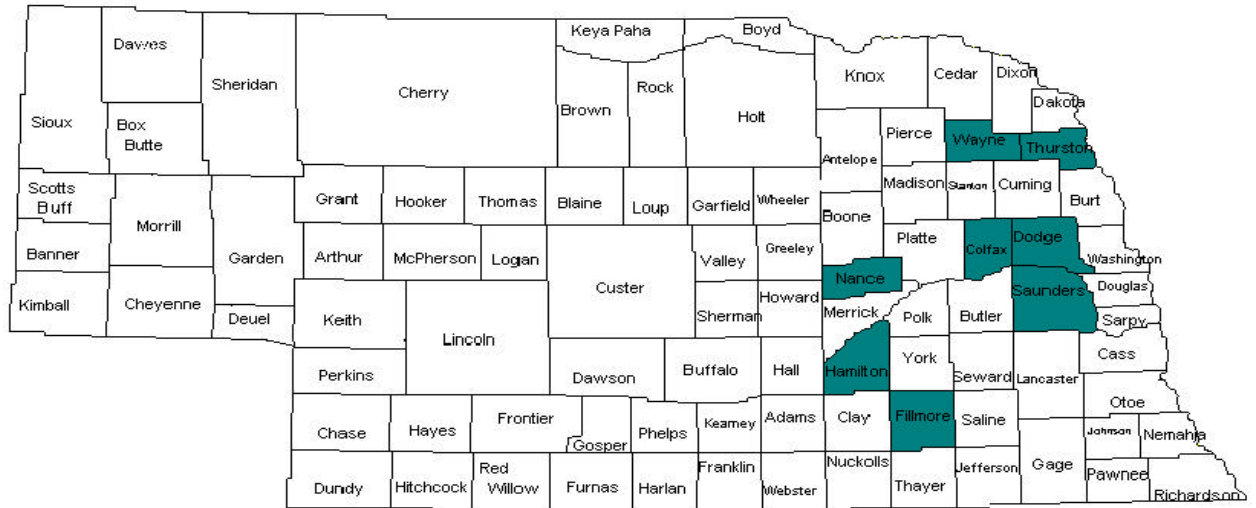 Keya Paha
Boyd
Dawes
Sheridan
Cherry
Knox
Cedar
Dixon
Rock
Dakota
Brown
Holt
Sioux
Box
Butte
Pierce
Wayne
Thurston
Antelope
Scotts
Buff
Grant
Hooker
Thomas
Blaine
Loup
Garfield
Wheeler
Madison
Stanton
Cuming
Burt
Morrill
Boone
Banner
Garden
Arthur
McPherson
Logan
Valley
Greeley
Platte
Colfax
Dodge
Washington
Nance
Custer
Saunders
Douglas
Kimball
Cheyenne
Deuel
Keith
Howard
Sherman
Merrick
Polk
Butler
Sarpy
Lincoln
York
Cass
Perkins
Dawson
Buffalo
Hall
Hamilton
Seward
Lancaster
Otoe
Chase
Hayes
Frontier
Gosper
Phelps
Kearney
Adams
Clay
Fillmore
Saline
Johnson
Nemaha
Dundy
Hitchcock
Red
Willow
Furnas
Harlan
Franklin
Webster
Nuckolls
Thayer
Jefferson
Gage
Pawnee
Richardson